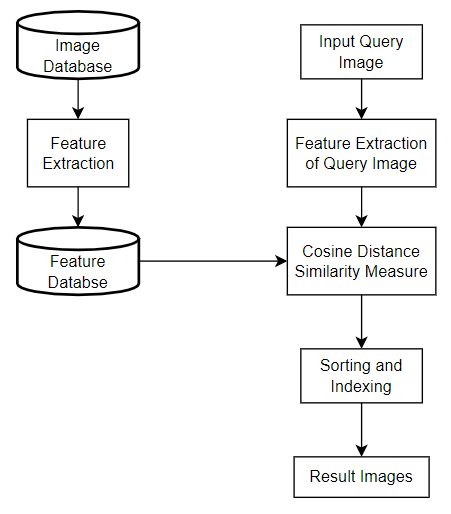 Image
Database
Feature
Extraction
Feature
Databse
Input Query
Image
Feature Extraction
of Query Image
Cosine Distance
Similarity Measure
Sorting and
Indexing
Result Images